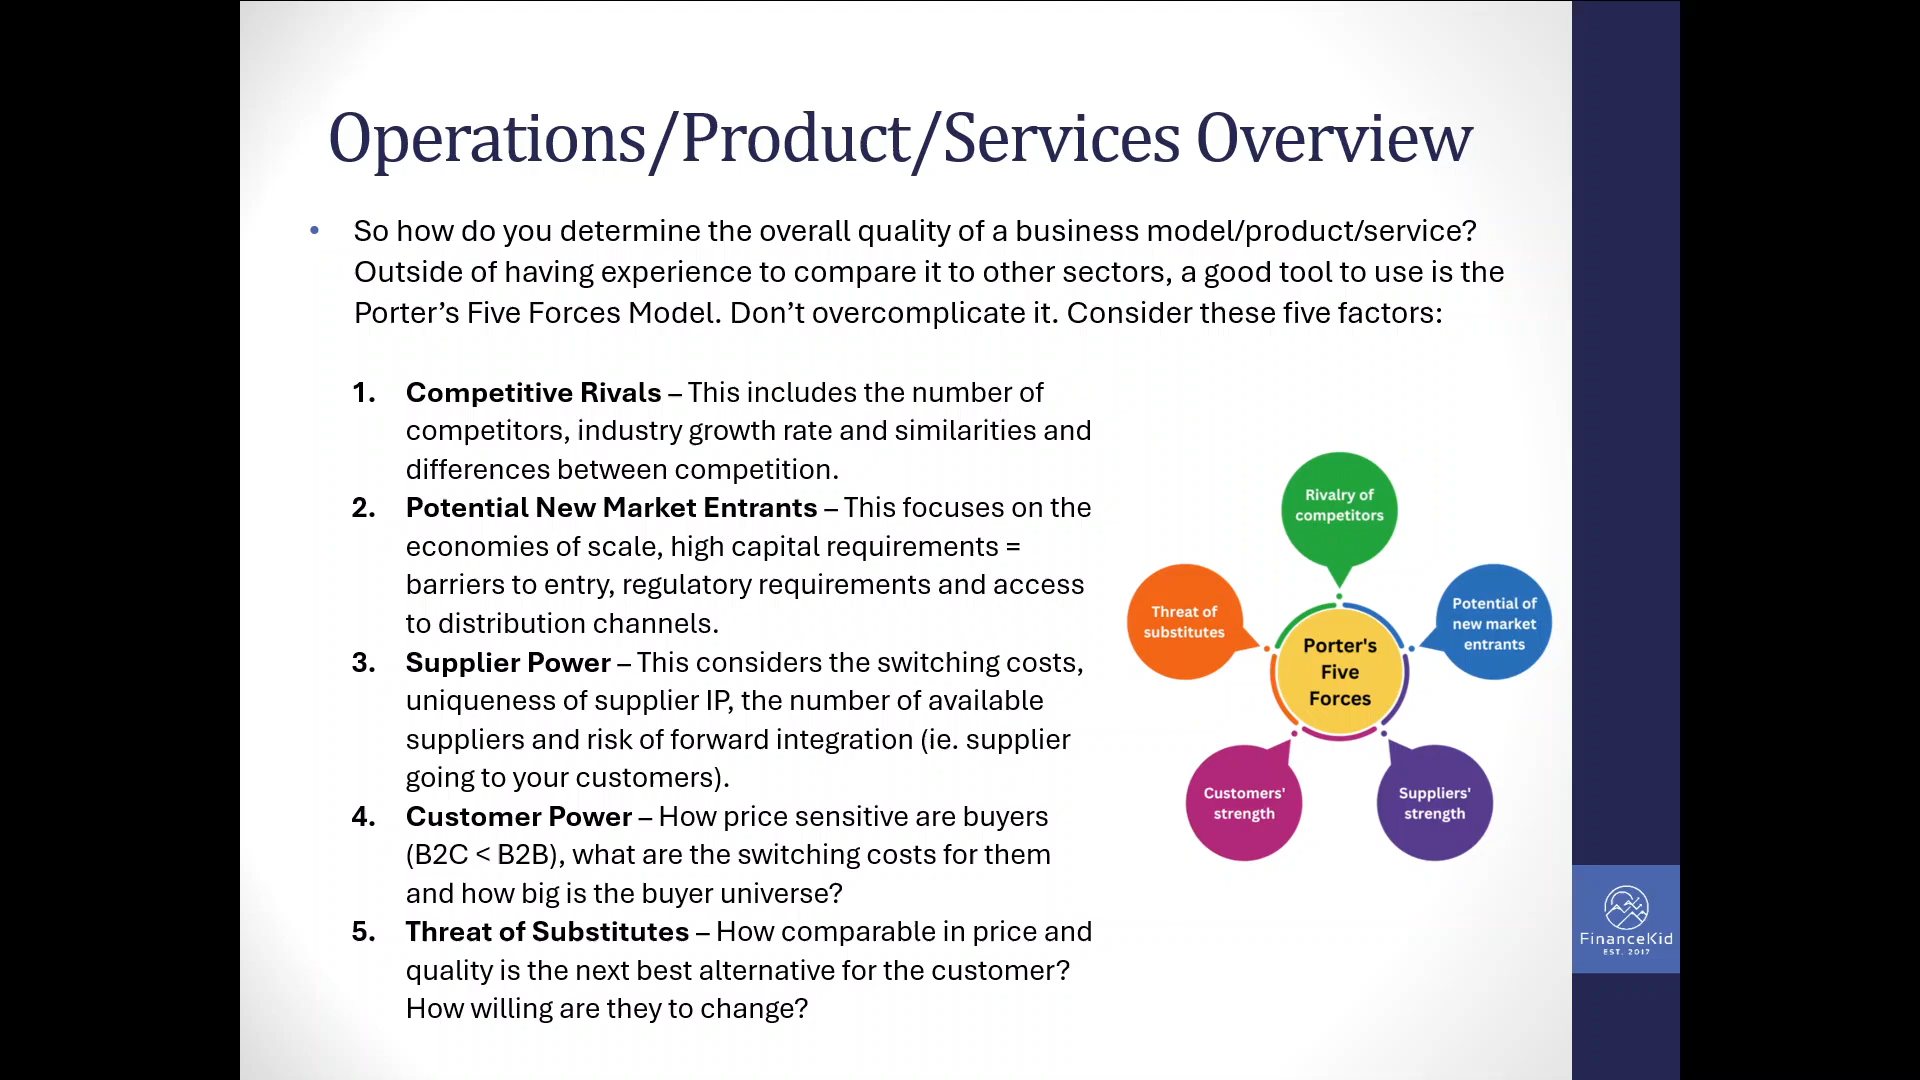 Operations/Product/Services Overview
• So how do you determine the overall quality of a business model/product/service?
Outside of having experience to compare it to other sectors, a good tool to use is the
Porter’s Five Forces Model. Don’t overcomplicate it. Consider these five factors:
1. Competitive Rivals – This includes the number of
competitors, industry growth rate and similarities and
differences between competition.
2. Potential New Market Entrants – This focuses on the
economies of scale, high capital requirements =
barriers to entry, regulatory requirements and access
to distribution channels.
3. Supplier Power – This considers the switching costs,
uniqueness of supplier IP, the number of available
suppliers and risk of forward integration (ie. supplier
going to your customers).
4. Customer Power – How price sensitive are buyers
(B2C < B2B), what are the switching costs for them
and how big is the buyer universe?
5. Threat of Substitutes – How comparable in price and
quality is the next best alternative for the customer?
How willing are they to change?
Rivalry of
competitors
Threat of
substitutes
Potential of
new market
entrants
Porter's
Five
Forces
Customers'
strength
Suppliers'
strength
FinanceKid
EST. 2017